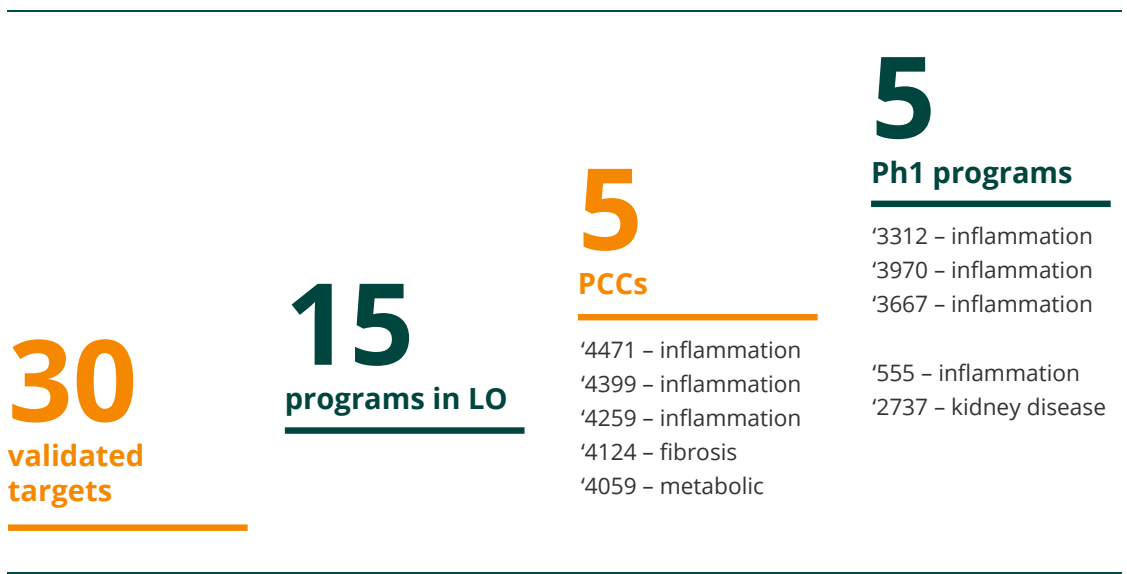 30
validated
targets
15
programs in LO
5
PCCs
‘4471 – inflammation
‘4399 – inflammation
‘4259 – inflammation
‘4124 – fibrosis
‘4059 – metabolic
5
Ph1 programs
‘3312 – inflammation
‘3970 – inflammation
‘3667 – inflammation
‘555 – inflammation
‘2737 – kidney disease